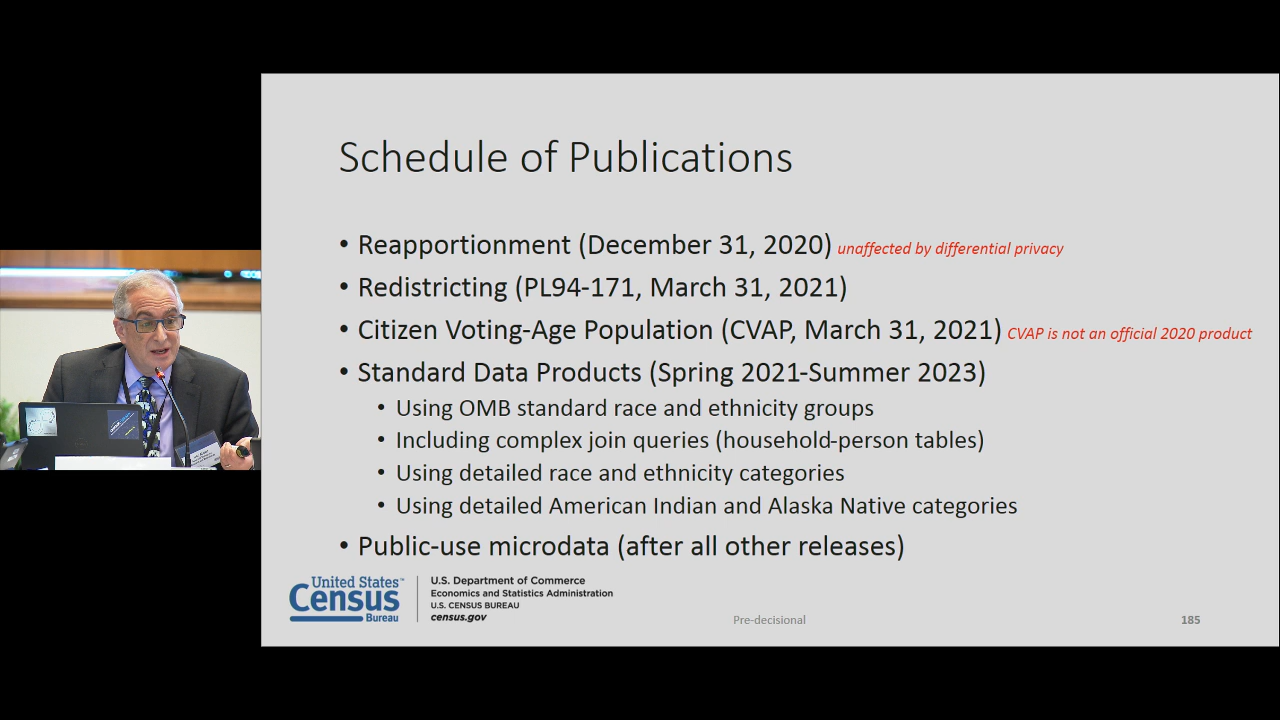 Schedule of Publications
• Reapportionment (December 31, 2020) unaffected by differential privacy
• Redistricting (PL94-171, March 31, 2021)
• Citizen Voting-Age Population (CVAP, March 31, 2021) CVAP is not an official 2020 product
• Standard Data Products (Spring 2021-Summer 2023)
• Using OMB standard race and ethnicity groups
• Including complex join queries (household-person tables)
• Using detailed race and ethnicity categories
• Using detailed American Indian and Alaska Native categories
• Public-use microdata (after all other releases)
United States™
Census
Bureau
U.S. Department of Commerce
Economics and Statistics Administration
U.S. CENSUS BUREAU
census.gov
Pre-decisional
185